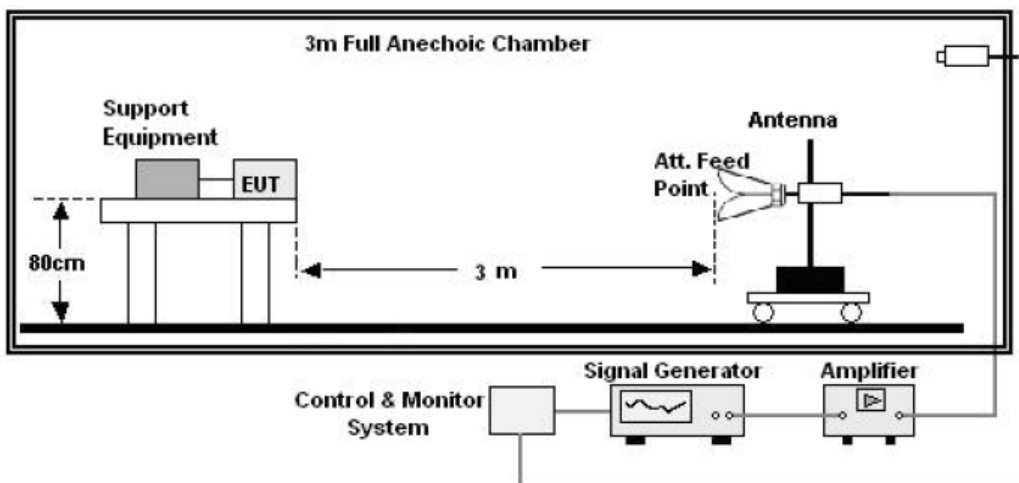 3m Full Anechoic Chamber
Support
Equipment
EUT
80cm
3 m
Antenna
Att. Feed
Point
Signal Generator
Amplifier
Control & Monitor
System